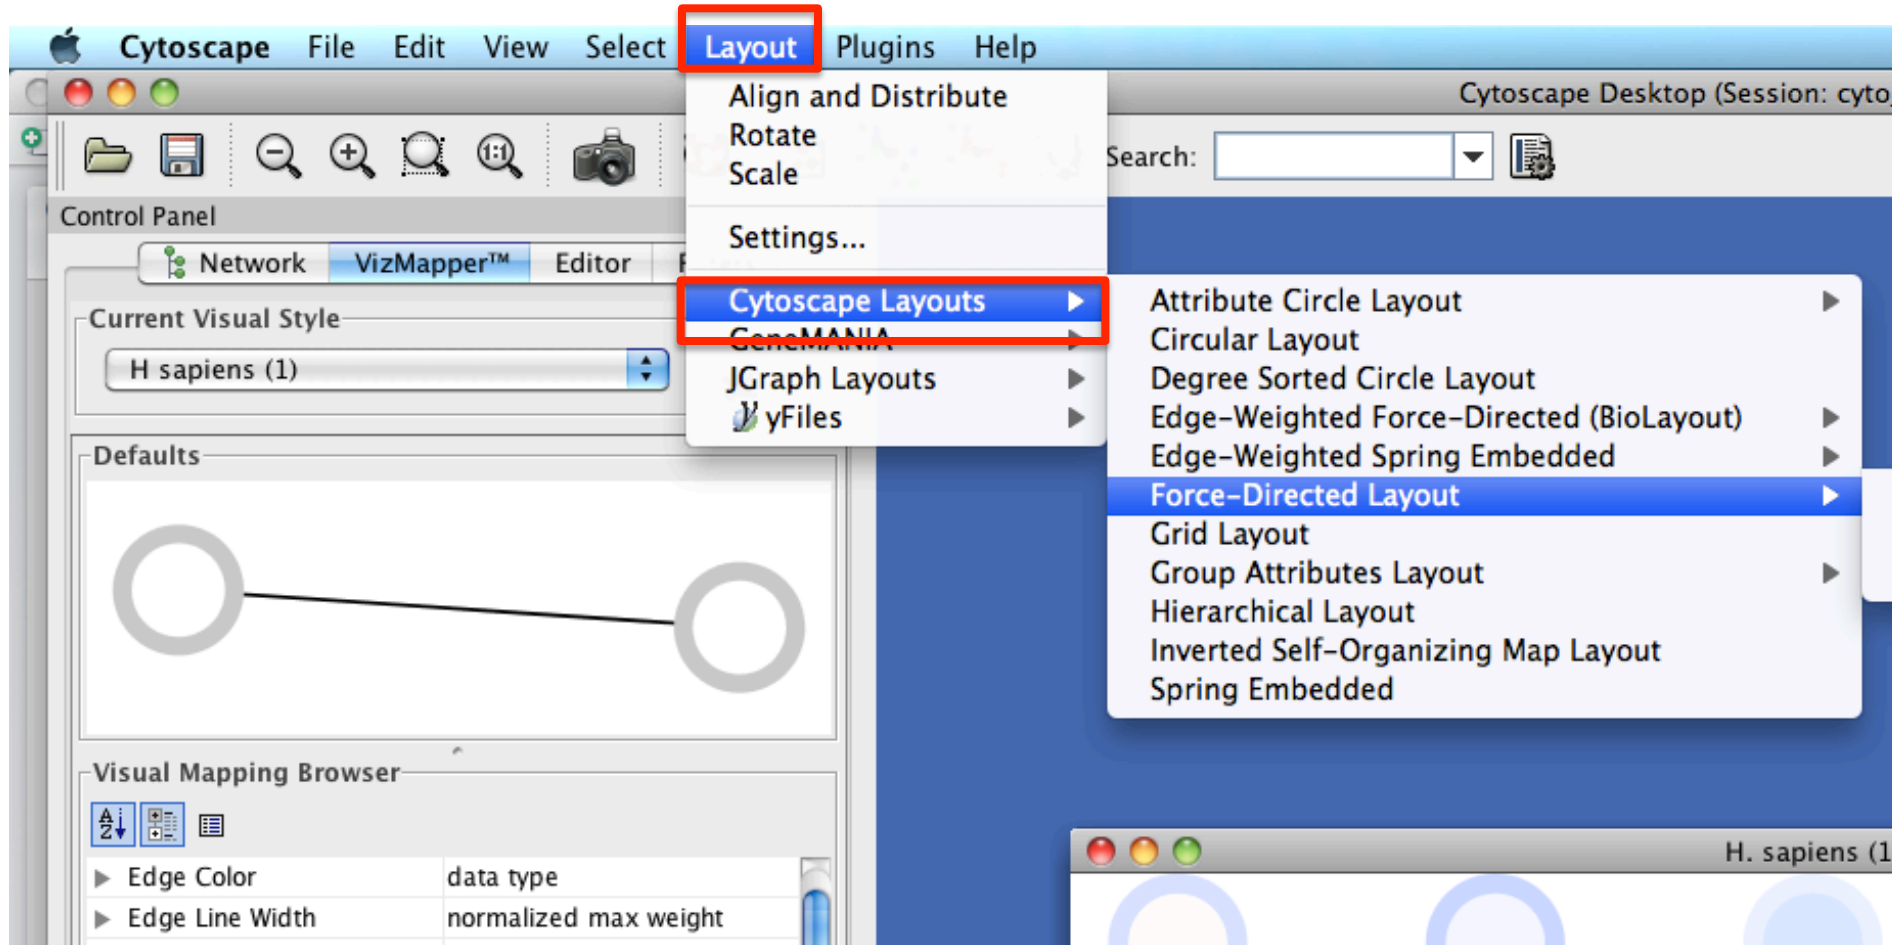 Cytoscape File Edit View Select Layout Plugins Help
Cytoscape Desktop (Session: cyto
Align and Distribute
Rotate
Scale
Settings...
Cytoscape Layouts
GeneMANIA
JGraph Layouts
yFiles
1:1
Search:
Control Panel
Network VizMapper™ Editor
Current Visual Style
H sapiens (1)
Defaults
Attribute Circle Layout
Circular Layout
Degree Sorted Circle Layout
Edge-Weighted Force-Directed (BioLayout)
Edge-Weighted Spring Embedded
Force-Directed Layout
Grid Layout
Group Attributes Layout
Hierarchical Layout
Inverted Self-Organizing Map Layout
Spring Embedded
Visual Mapping Browser
A
Z
Edge Color data type
Edge Line Width normalized max weight
H. sapiens (1